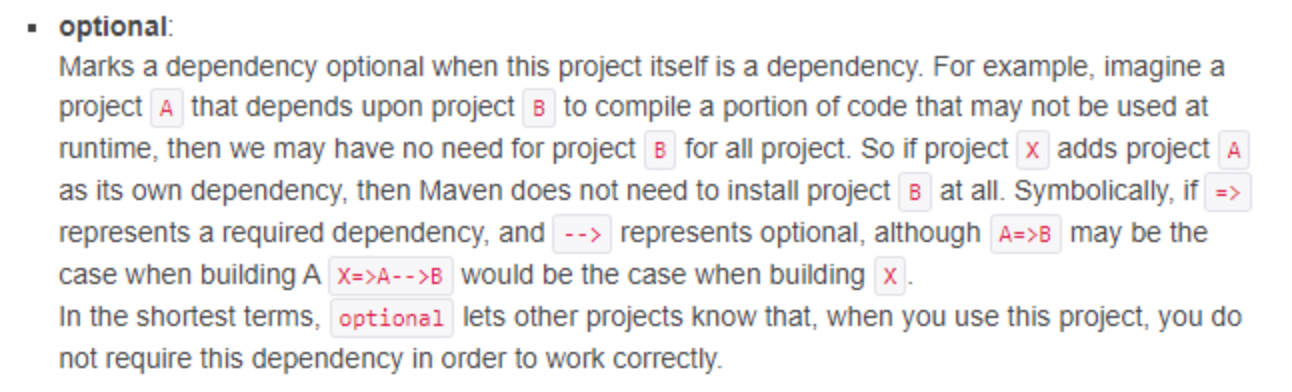 ▪ optional:
Marks a dependency optional when this project itself is a dependency. For example, imagine a
project A that depends upon project B to compile a portion of code that may not be used at
runtime, then we may have no need for project B for all project. So if project X adds project A
as its own dependency, then Maven does not need to install project B at all. Symbolically, if =>
represents a required dependency, and --> represents optional, although A=>B may be the
case when building A X=>A-->B would be the case when building X.
In the shortest terms, optional lets other projects know that, when you use this project, you do
not require this dependency in order to work correctly.